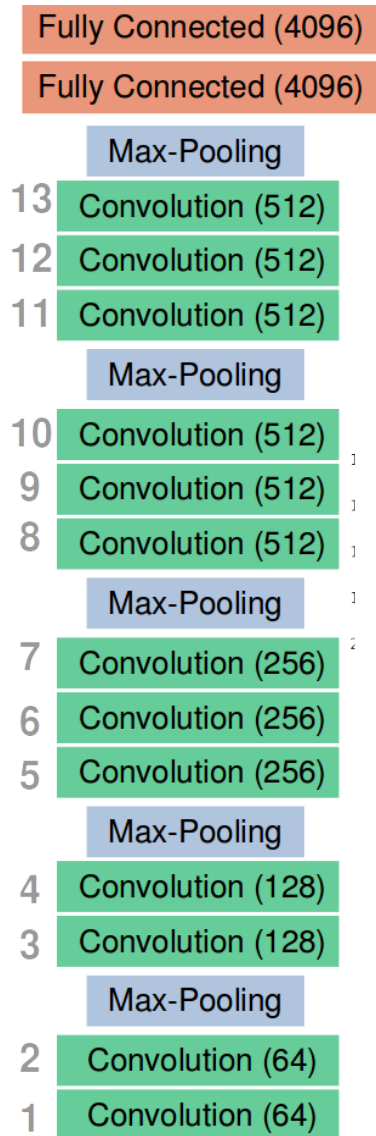 Fully Connected (4096)
Fully Connected (4096)
Max-Pooling
13 Convolution (512)
12 Convolution (512)
11 Convolution (512)
Max-Pooling
10 Convolution (512)
9 Convolution (512)
8 Convolution (512)
Max-Pooling
7 Convolution (256)
6 Convolution (256)
5 Convolution (256)
Max-Pooling
4 Convolution (128)
3 Convolution (128)
Max-Pooling
2 Convolution (64)
1 Convolution (64)